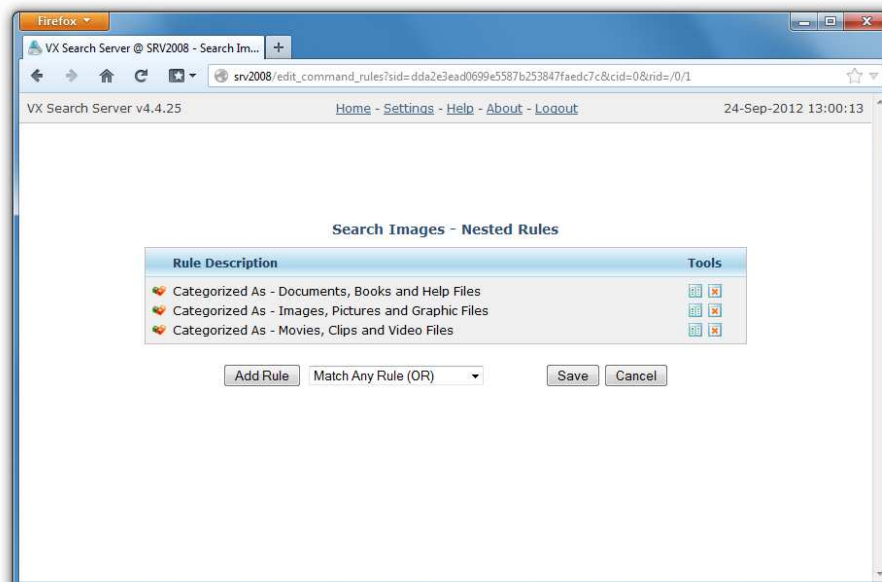 Firefox
VX Search Server @ SRV2008 - Search Im...
srv2008/edit_command_rules?sid=dda2e3ead0699e5587b253847faedc7c&cid=0&rid=/0/1
VX Search Server v4.4.25 Home - Settings - Help - About - Logout 24-Sep-2012 13:00:13
Search Images - Nested Rules
Rule Description Tools
Categorized As - Documents, Books and Help Files
Categorized As - Images, Pictures and Graphic Files
Categorized As - Movies, Clips and Video Files
Add Rule Match Any Rule (OR) Save Cancel